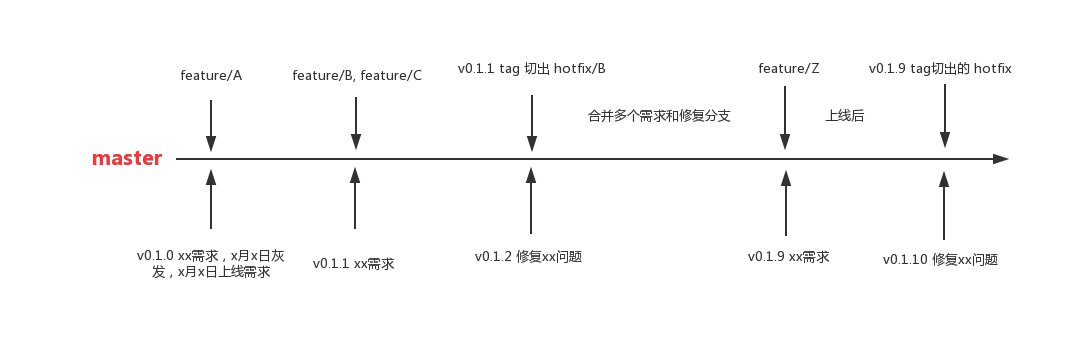 feature/A
feature/B, feature/C
v0.1.1 tag 切出 hotfix/B
feature/Z
v0.1.9 tag切出的 hotfix
合并多个需求和修复分支
上线后
master
v0.1.0 xx需求，x月x日灰
发，x月x日上线需求
v0.1.1 xx需求
v0.1.2 修复xx问题
v0.1.9 xx需求
v0.1.10 修复xx问题